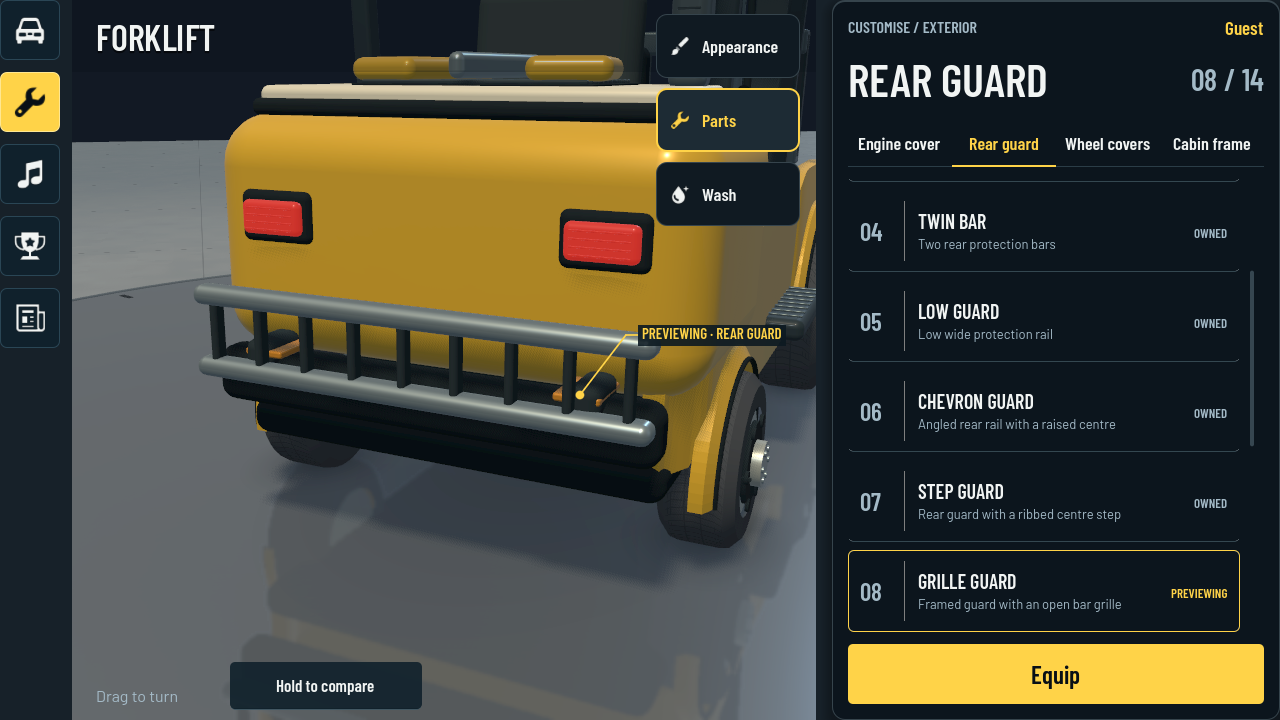 FORKLIFT
Appearance
Parts
Wash
PREVIEWING · REAR GUARD
Drag to turn
Hold to compare
CUSTOMISE / EXTERIOR
Guest
REAR GUARD
08 / 14
Engine cover
Rear guard
Wheel covers
Cabin frame
04
TWIN BAR
Two rear protection bars
OWNED
05
LOW GUARD
Low wide protection rail
OWNED
06
CHEVRON GUARD
Angled rear rail with a raised centre
OWNED
07
STEP GUARD
Rear guard with a ribbed centre step
OWNED
08
GRILLE GUARD
Framed guard with an open bar grille
PREVIEWING
Equip